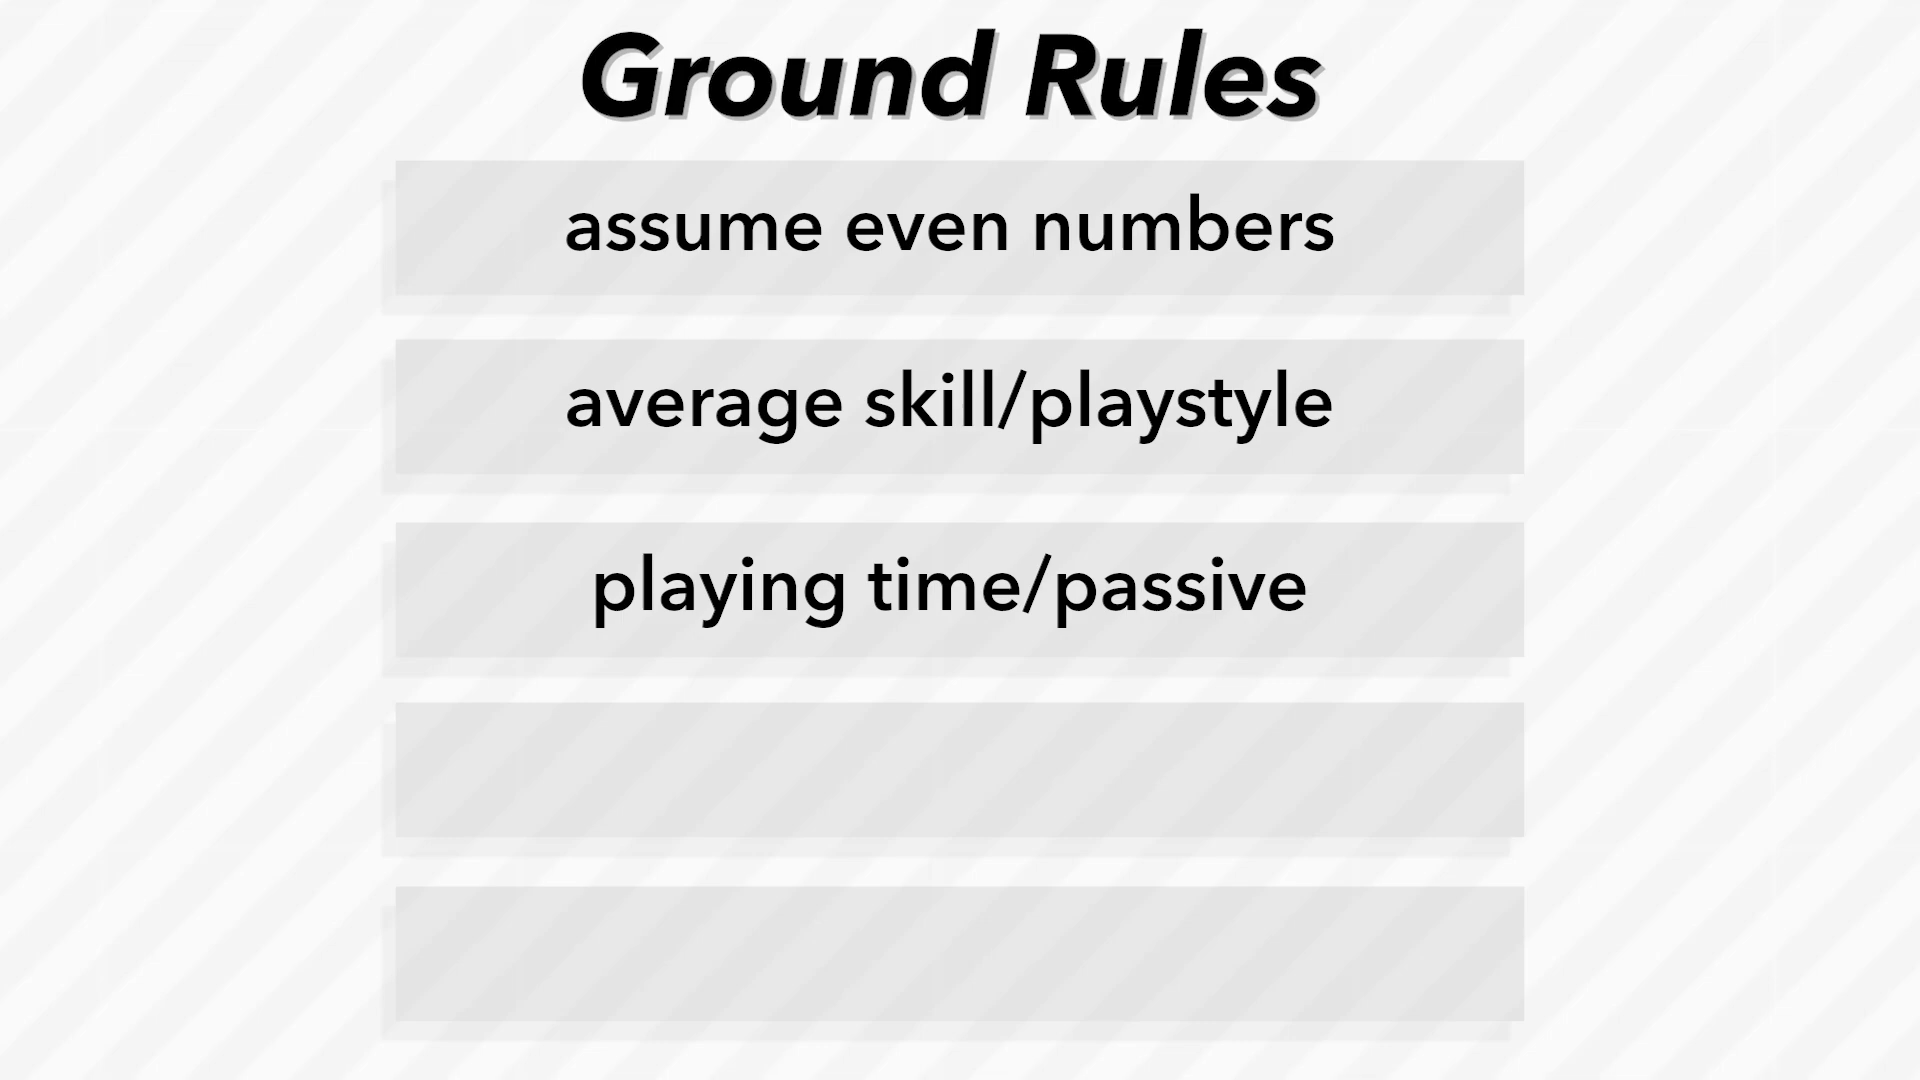 Ground Rules
assume even numbers
average skill/playstyle
playing time/passive